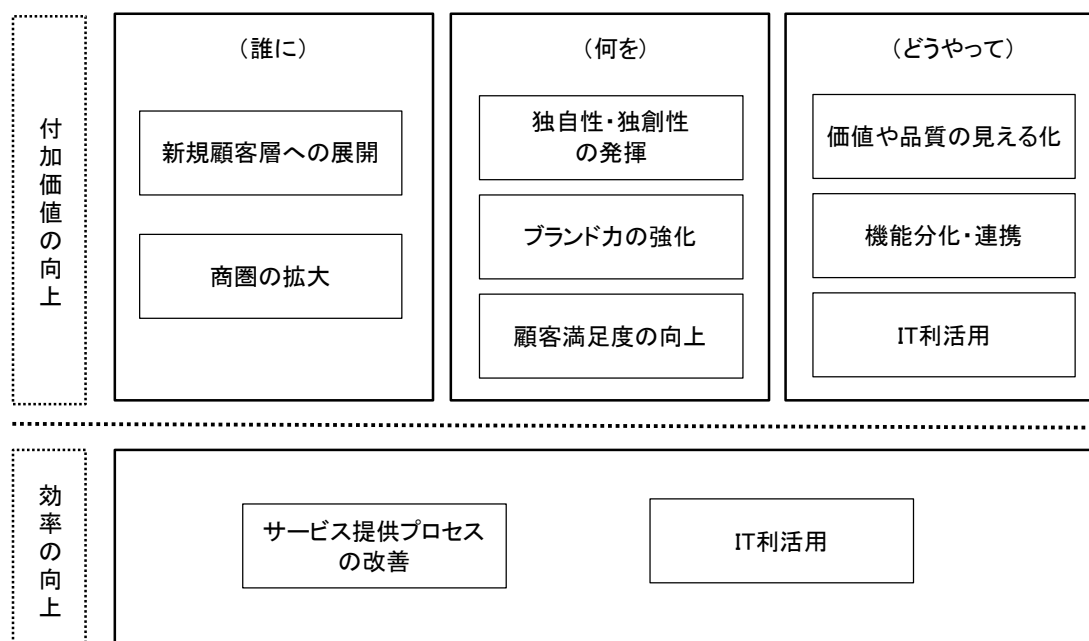 付加価値の向上
（誰に）
新規顧客層への展開
商圏の拡大
（何を）
独自性・独創性
の発揮
ブランド力の強化
顧客満足度の向上
（どうやって）
価値や品質の見える化
機能分化・連携
IT利活用
効率の向上
サービス提供プロセス
の改善
IT利活用